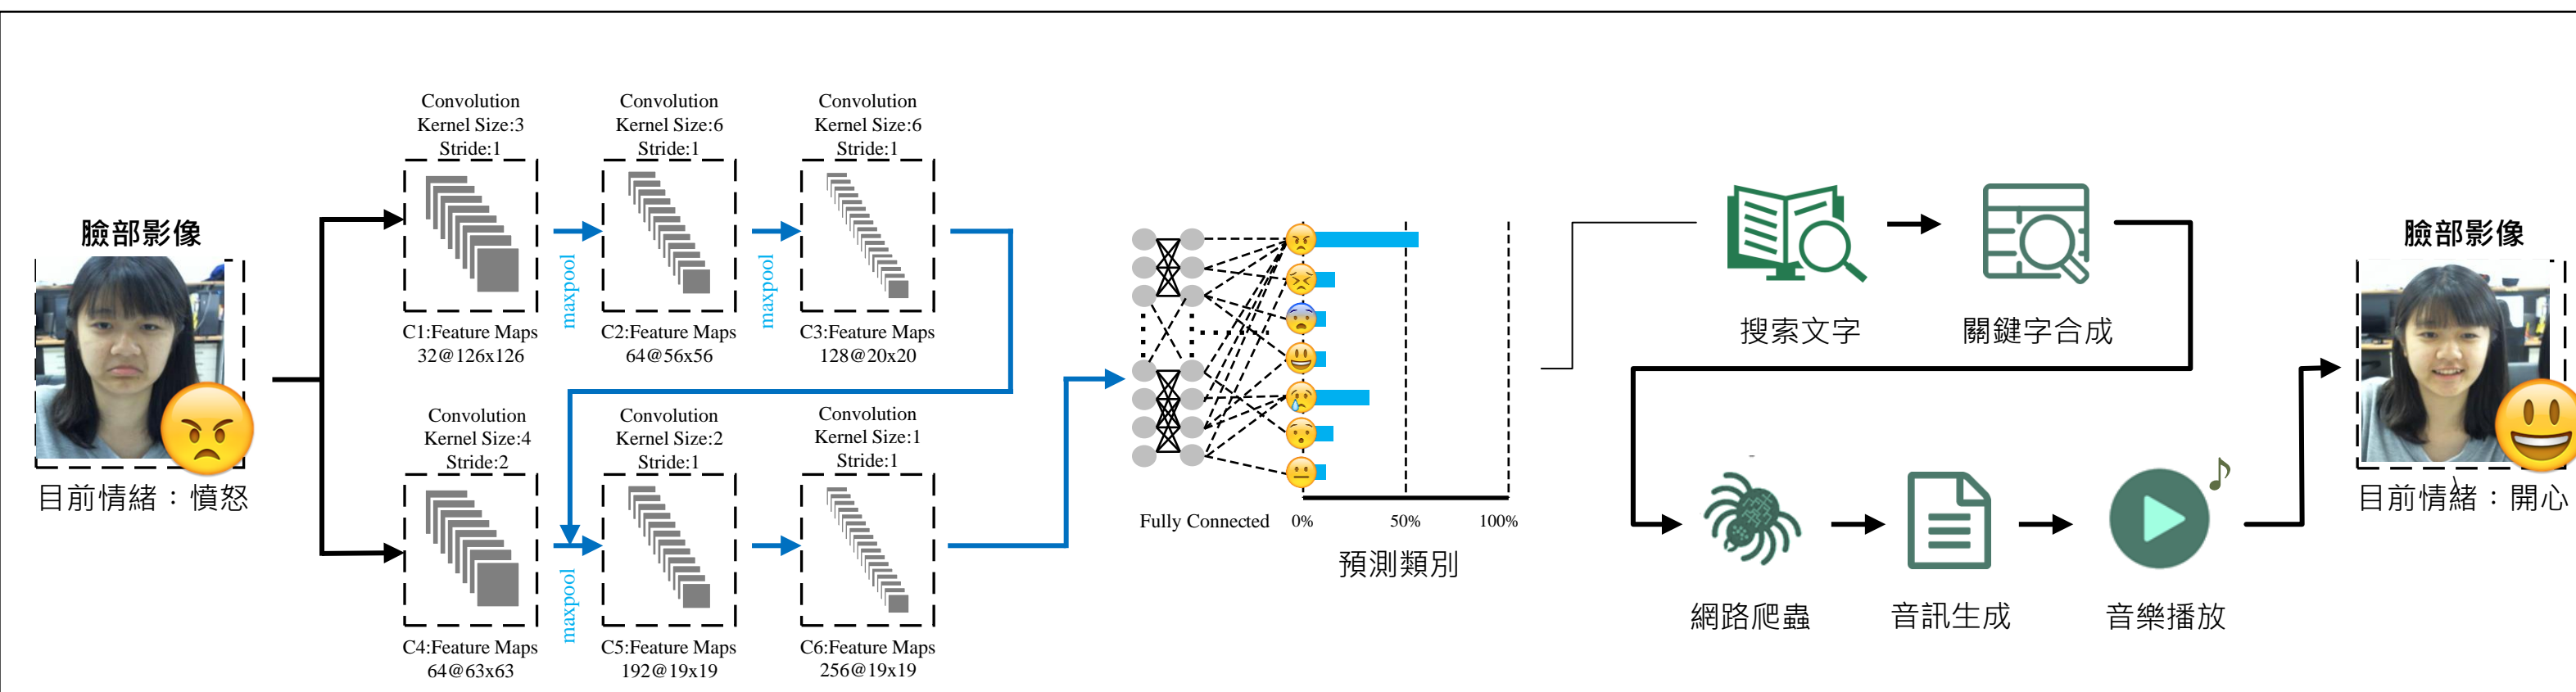 臉部影像
目前情緒：憤怒
Convolution
Kernel Size:3
Stride:1
C1:Feature Maps
32@126x126
maxpool
Convolution
Kernel Size:6
Stride:1
C2:Feature Maps
64@56x56
maxpool
Convolution
Kernel Size:6
Stride:1
C3:Feature Maps
128@20x20
Convolution
Kernel Size:4
Stride:2
C4:Feature Maps
64@63x63
maxpool
Convolution
Kernel Size:2
Stride:1
C5:Feature Maps
192@19x19
Convolution
Kernel Size:1
Stride:1
C6:Feature Maps
256@19x19
Fully Connected
0%
50%
100%
預測類別
搜索文字
關鍵字合成
網路爬蟲
音訊生成
音樂播放
臉部影像
目前情緒：開心